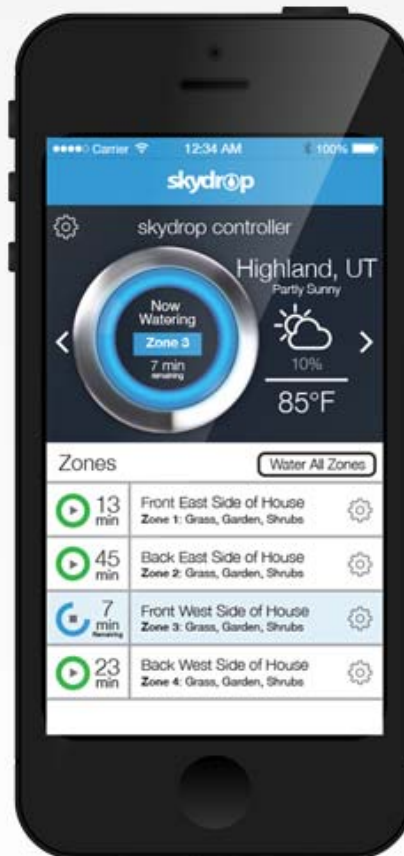 Carrier 12:34 AM 100%
skydrop
skydrop controller
Highland, UT
Partly Sunny
Now
Watering
Zone 3
7 min
remaining
10%
85°F
Zones
Water All Zones
13
min
Front East Side of House
Zone 1: Grass, Garden, Shrubs
45
min
Back East Side of House
Zone 2: Grass, Garden, Shrubs
7
min
Remaining
Front West Side of House
Zone 3: Grass, Garden, Shrubs
23
min
Back West Side of House
Zone 4: Grass, Garden, Shrubs